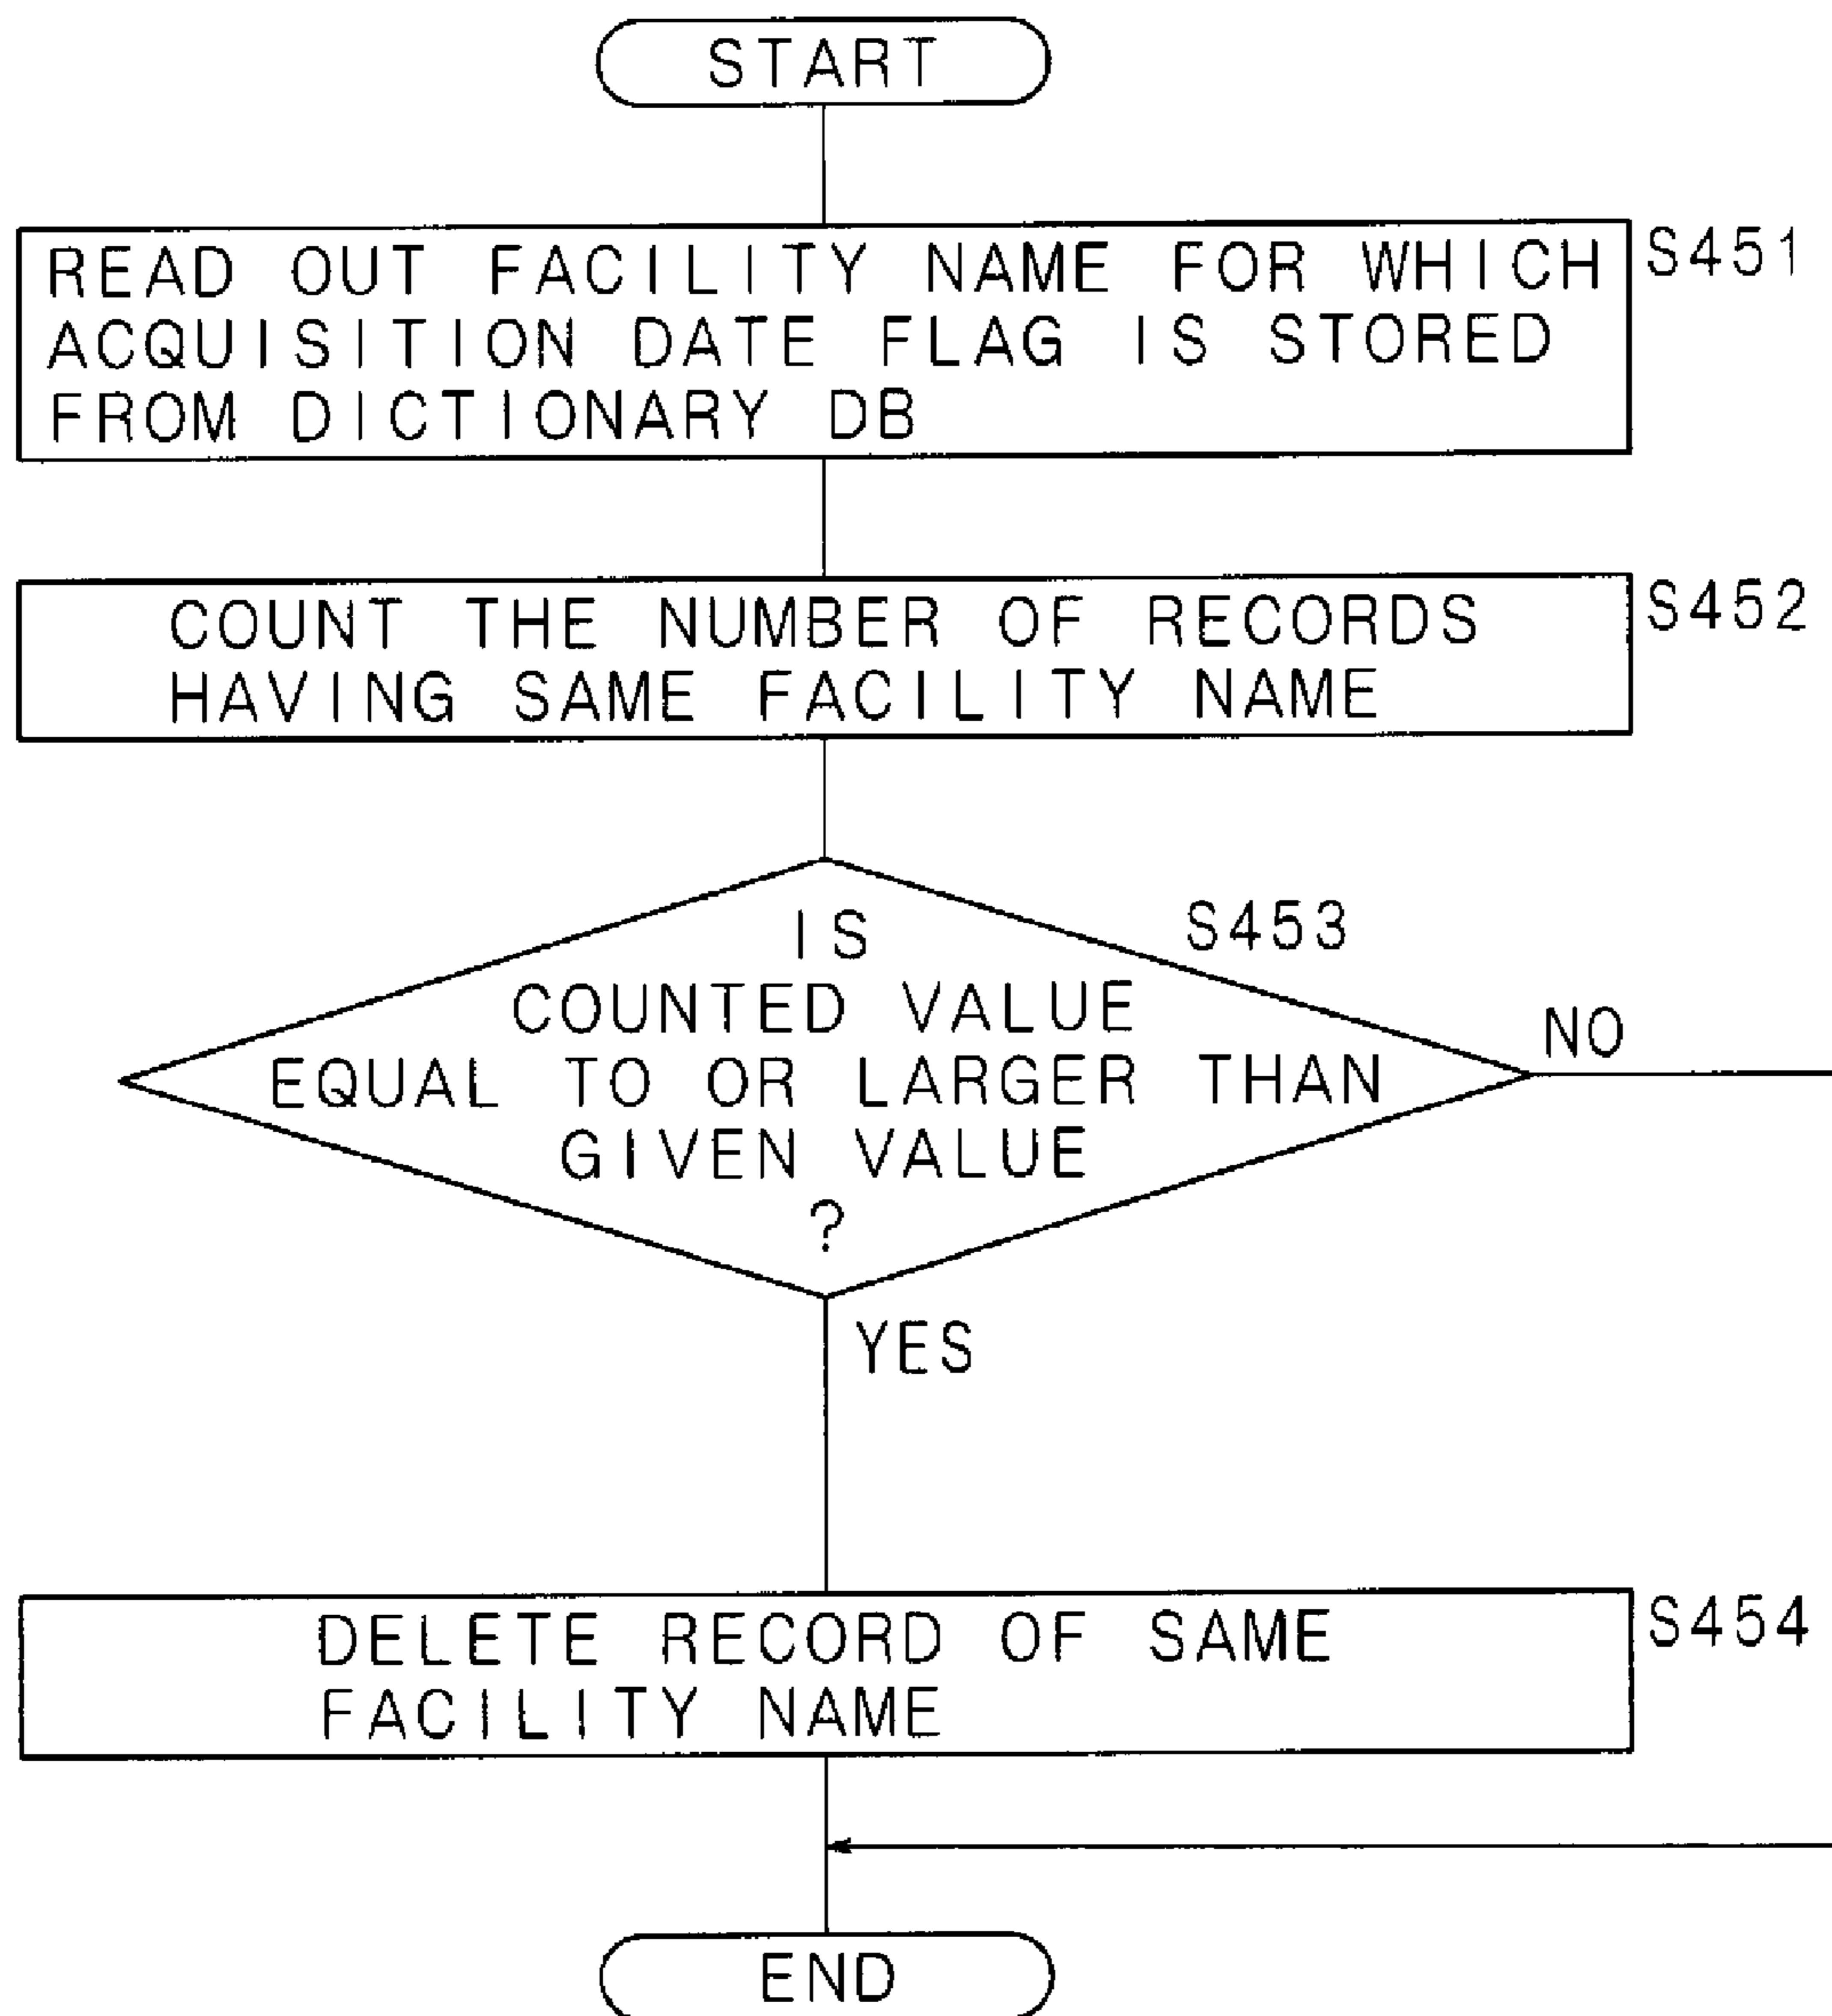 START
READ OUT FACILITY NAME FOR WHICH
ACQUISITION DATE FLAG IS STORED
FROM DICTIONARY DB
S451
COUNT THE NUMBER OF RECORDS
HAVING SAME FACILITY NAME
S452
IS
COUNTED VALUE
EQUAL TO OR LARGER THAN
GIVEN VALUE
?
S453
NO
YES
DELETE RECORD OF SAME
FACILITY NAME
S454
END